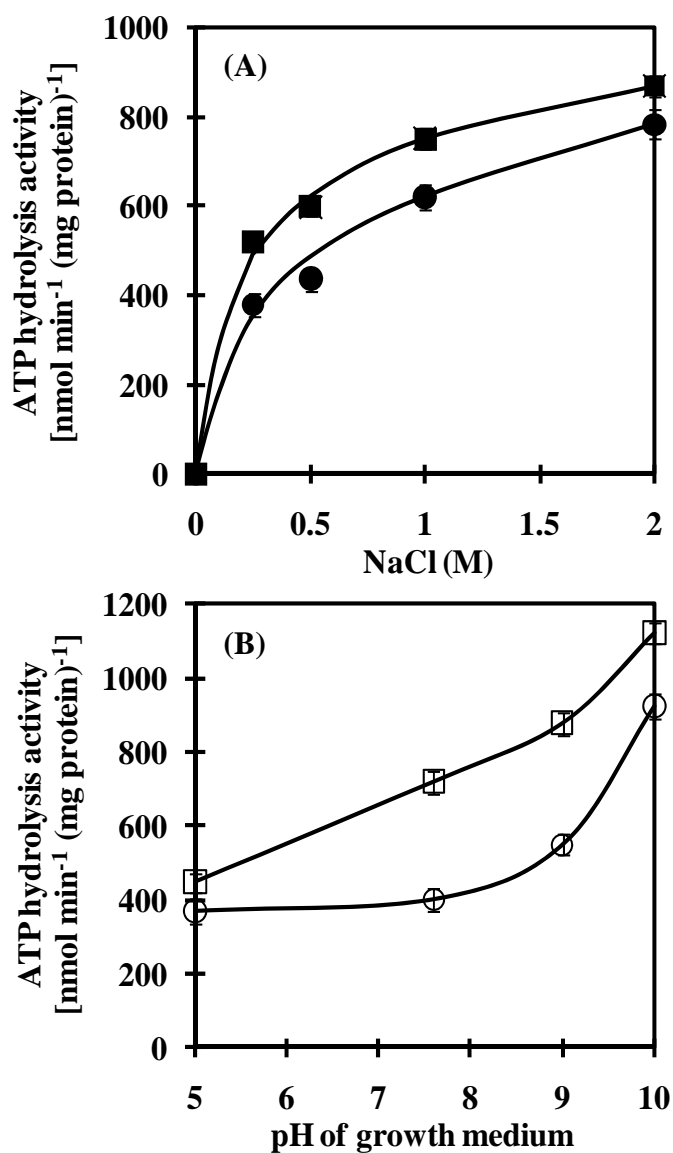 1000
(A)
800
600
400
200
0
ATP hydrolysis activity
[nmol min-1 (mg protein)-1]
0 0.5 1 1.5 2
NaCl (M)
1200
(B)
1000
800
600
400
200
0
ATP hydrolysis activity
[nmol min-1 (mg protein)-1]
5 6 7 8 9 10
pH of growth medium